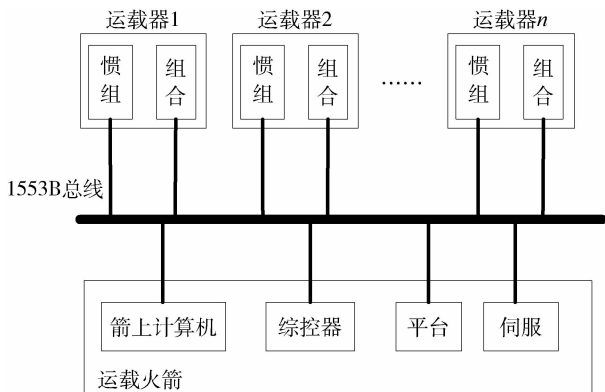 运载器1 运载器2 运载器n
惯组 组合 惯组 组合 …… 惯组 组合
1553B总线
箭上计算机 综控器 平台 伺服
运载火箭